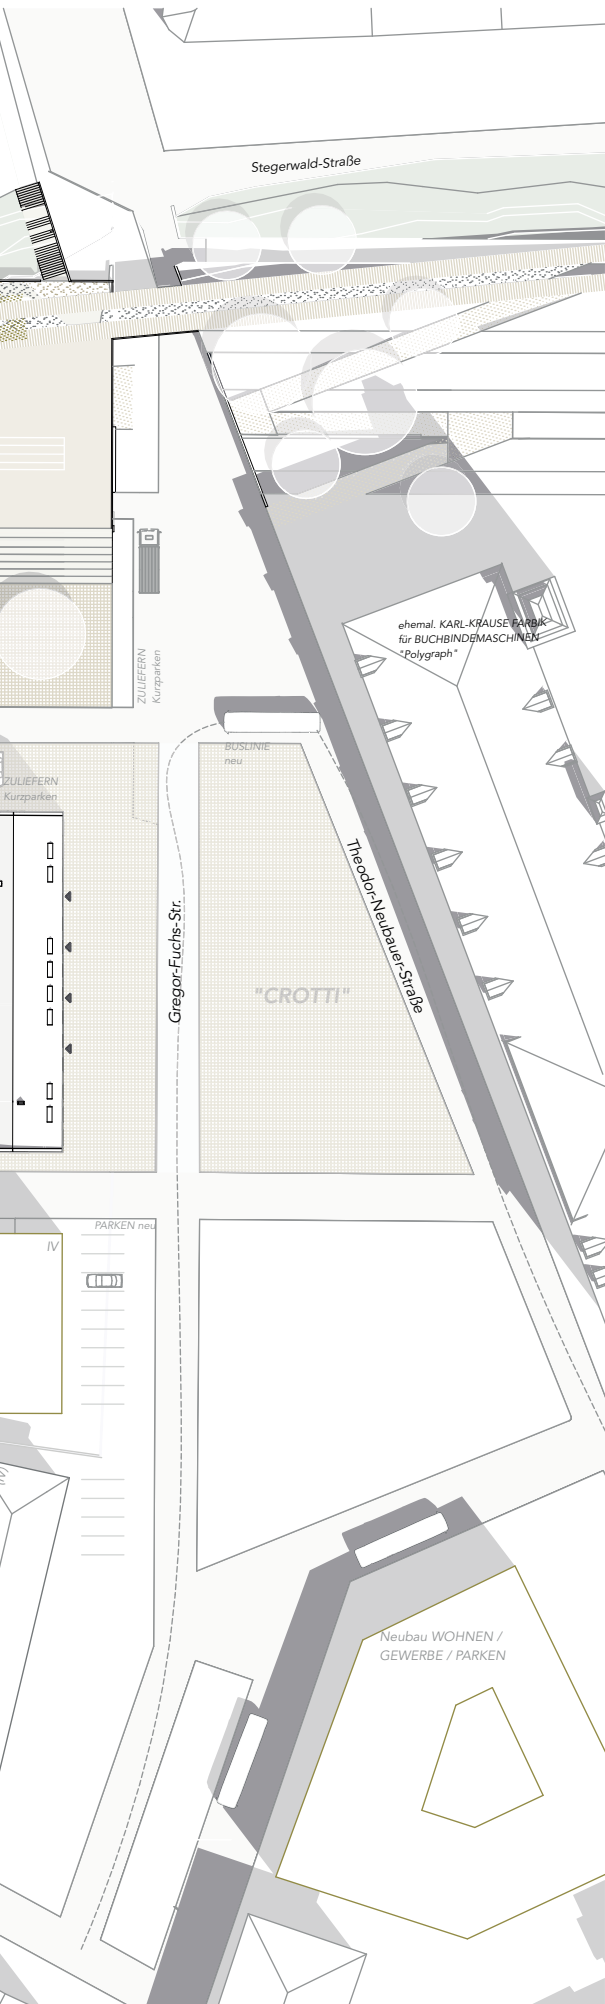 Stegerwald-Straße
ehemal. KARL-KRAUSE FARBIK
für BUCHBINDEMASCHINEN
"Polygraph"
ZULIEFERN
Kurzparken
BUSLINIE
neu
ZULIEFERN
Kurzparken
Theodor-Neubauer-Straße
Gregor-Fuchs-Str.
"CROTTI"
PARKEN neu
IV
Neubau WOHNEN /
GEWERBE / PARKEN